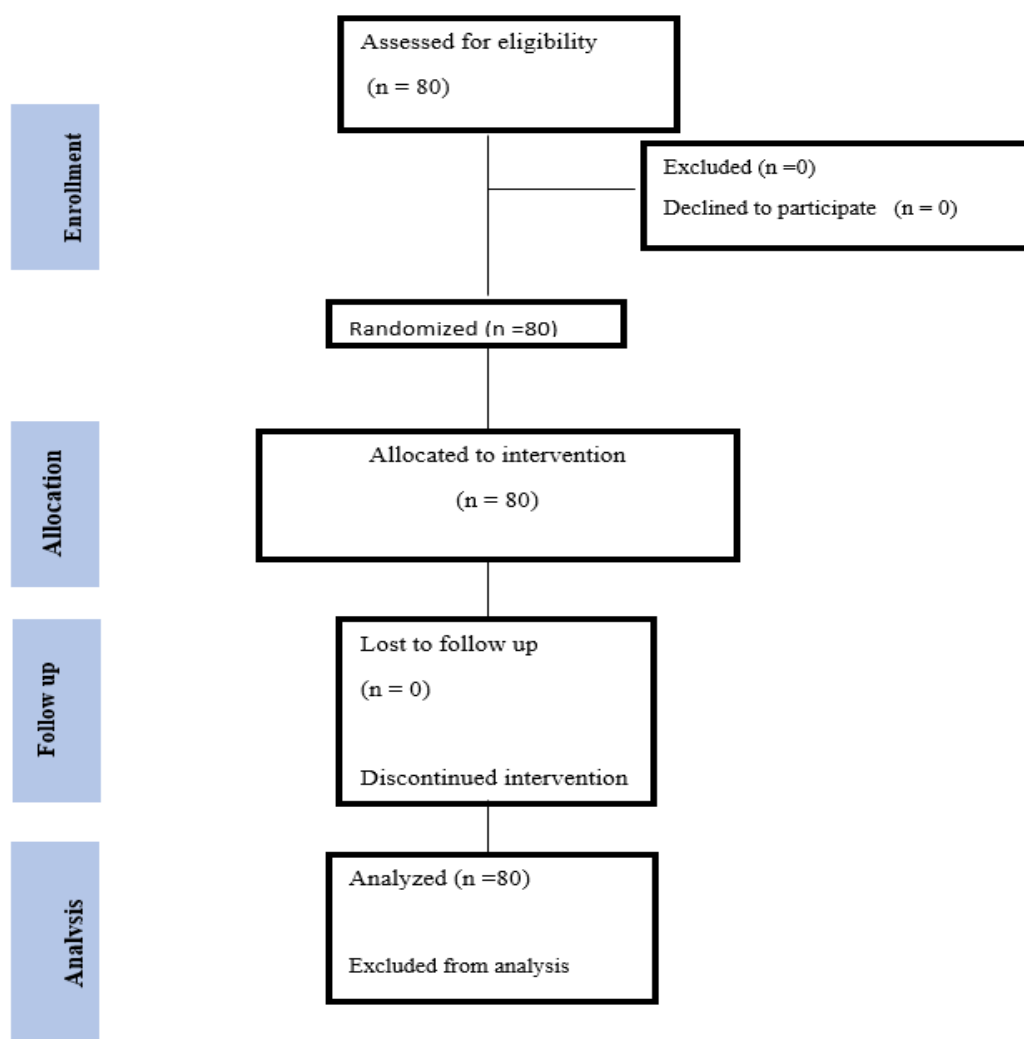 Assessed for eligibility
(n = 80)
Enrollment
Excluded (n =0)
Declined to participate (n = 0)
Randomized (n =80)
Allocation
Allocated to intervention
(n = 80)
Follow up
Lost to follow up
(n = 0)
Discontinued intervention
Analysis
Analyzed (n =80)
Excluded from analysis